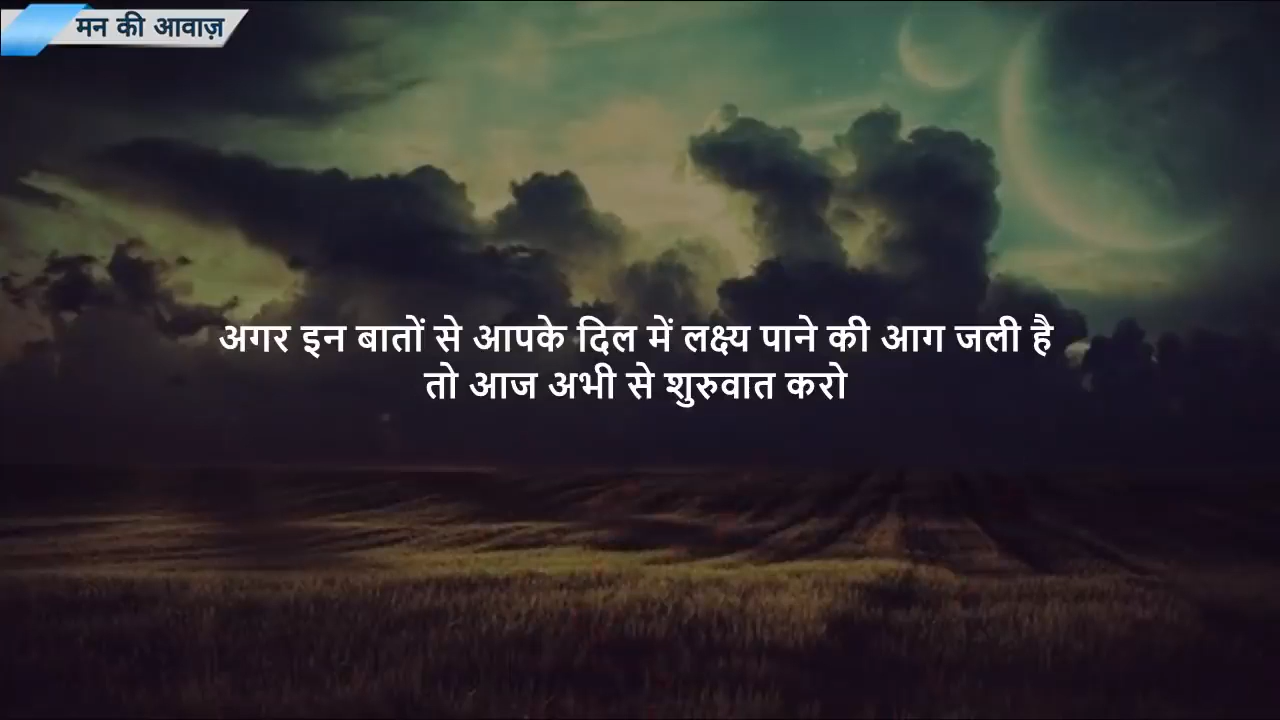 मन की आवाज़
अगर इन बातों से आपके दिल में लक्ष्य पाने की आग जली है
तो आज अभी से शुरुवात करो